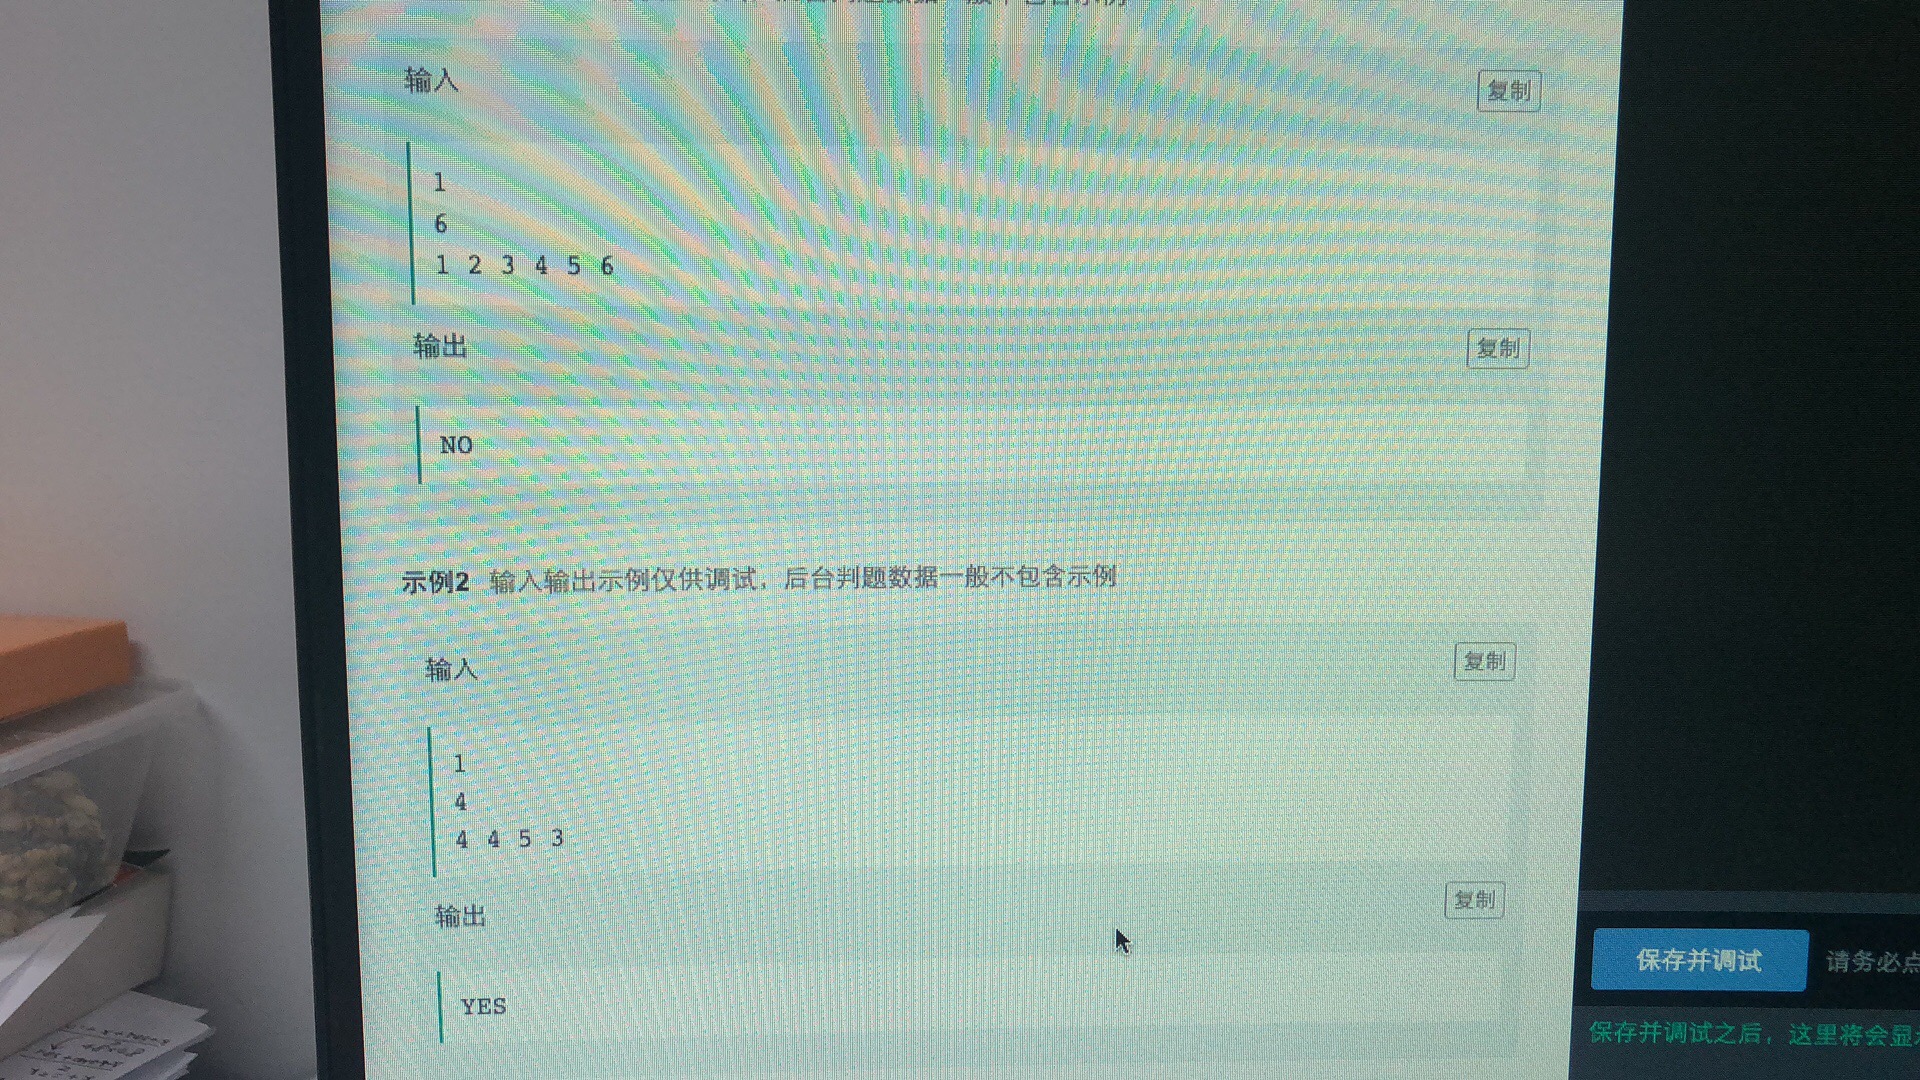 输入
复制
1
6
1 2 3 4 5 6
输出
复制
NO
示例2 输入输出示例仅供调试，后台判题数据一般不包含示例
输入
复制
1
4
4 4 5 3
输出
复制
YES
保存并调试 请务必点
保存并调试之后，这里将会显